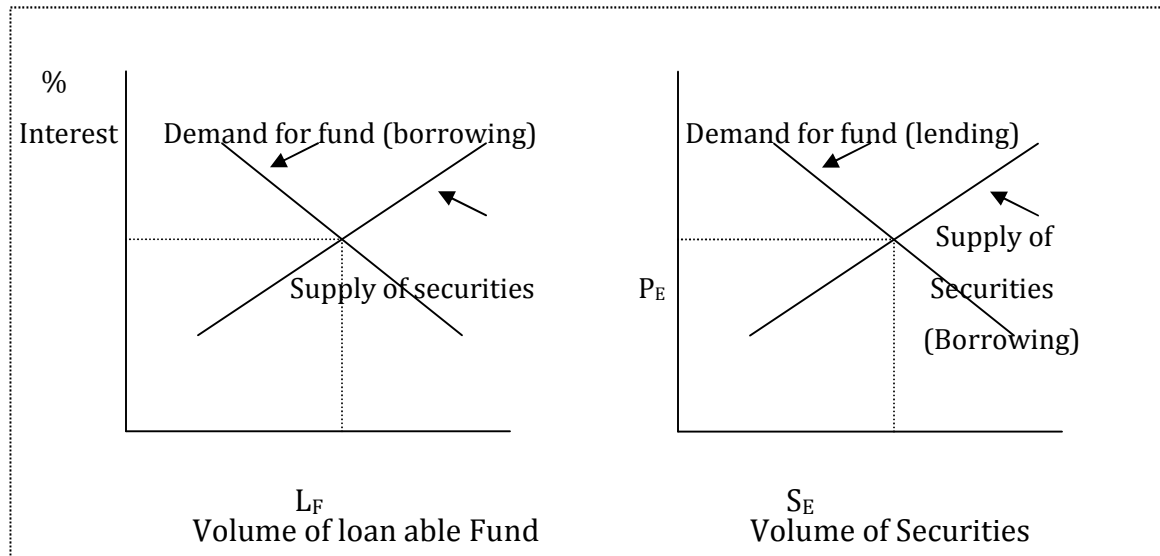 %
Interest
Demand for fund (borrowing)
Supply of securities
L_F
Volume of loan able Fund
Demand for fund (lending)
Supply of
Securities
(Borrowing)
P_E
S_E
Volume of Securities